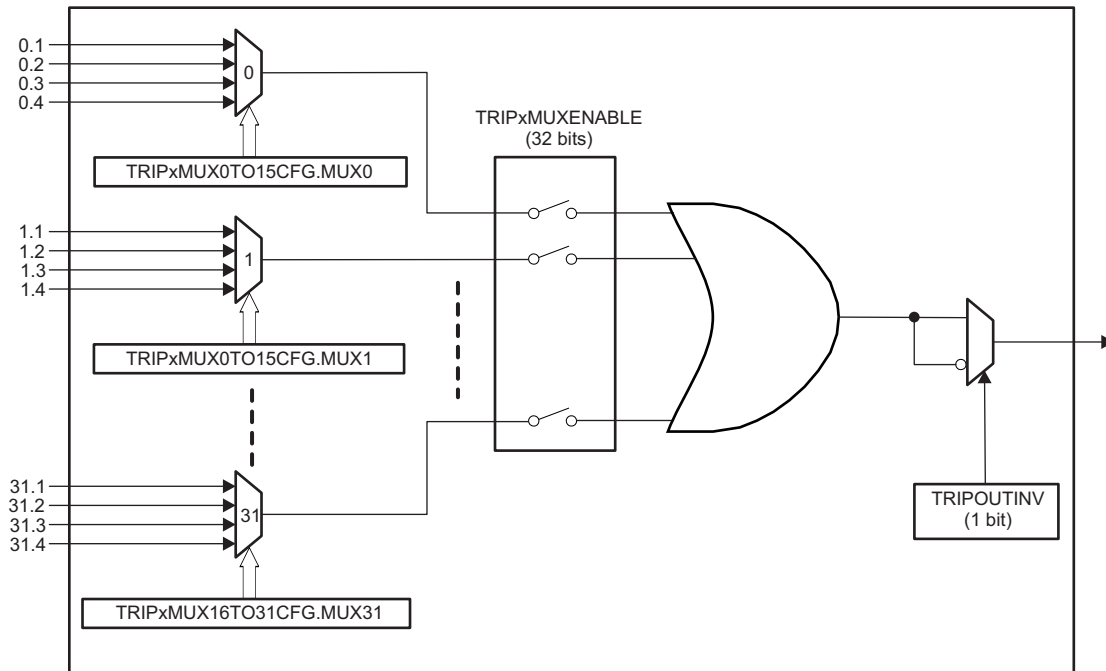 0.1
0.2
0.3
0.4
0
TRIPxMUX0TO15CFG.MUX0
TRIPxMUXENABLE
(32 bits)
1.1
1.2
1.3
1.4
1
TRIPxMUX0TO15CFG.MUX1
31.1
31.2
31.3
31.4
31
TRIPxMUX16TO31CFG.MUX31
TRIPOUTINV
(1 bit)